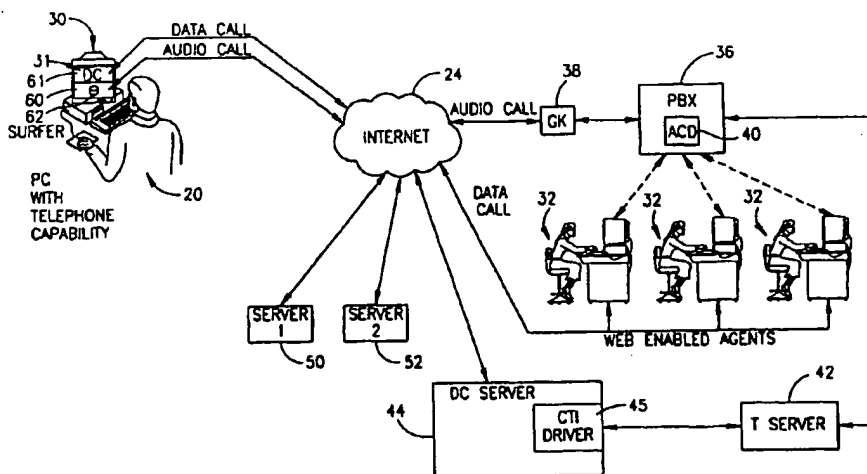 30
DATA CALL
AUDIO CALL
31
61
DC
60
62
SURFER
PC
WITH
TELEPHONE
CAPABILITY
20
24
INTERNET
AUDIO CALL
38
GK
36
PBX
ACD
40
DATA
CALL
32
32
32
SERVER
1
50
SERVER
2
52
WEB ENABLED AGENTS
DC SERVER
44
CTI
DRIVER
45
42
T SERVER